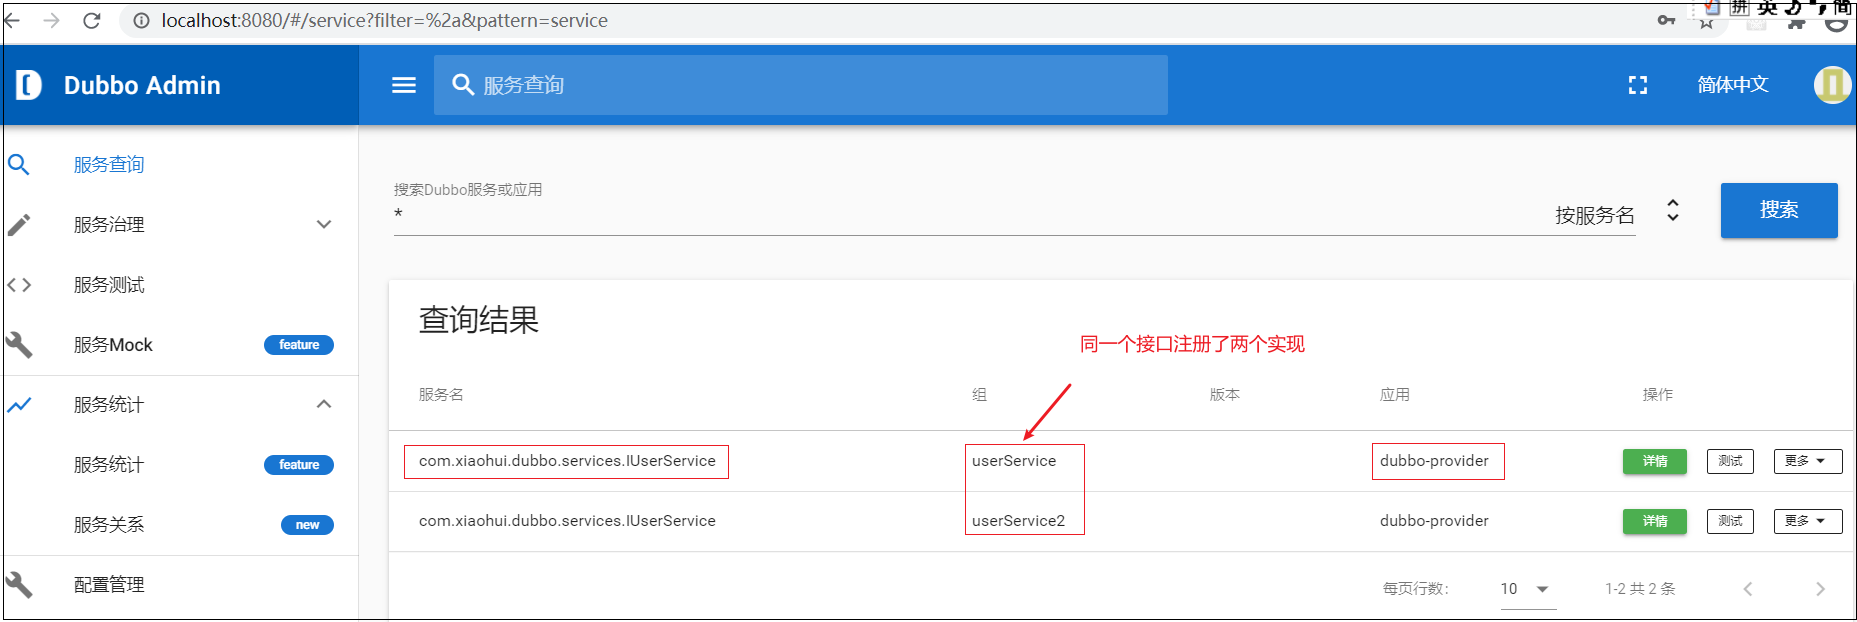 localhost:8080/#/service?filter=%2a&pattern=service
拼 英 简
Dubbo Admin
服务查询
简体中文
服务查询
服务治理
服务测试
服务Mock feature
服务统计
服务统计 feature
服务关系 new
配置管理
搜索Dubbo服务或应用
* 按服务名 搜索
查询结果
同一个接口注册了两个实现
服务名 组 版本 应用 操作
com.xiaohui.dubbo.services.IUserService userService dubbo-provider 详情 测试 更多
com.xiaohui.dubbo.services.IUserService userService2 dubbo-provider 详情 测试 更多
每页行数: 10 1-2 共 2 条